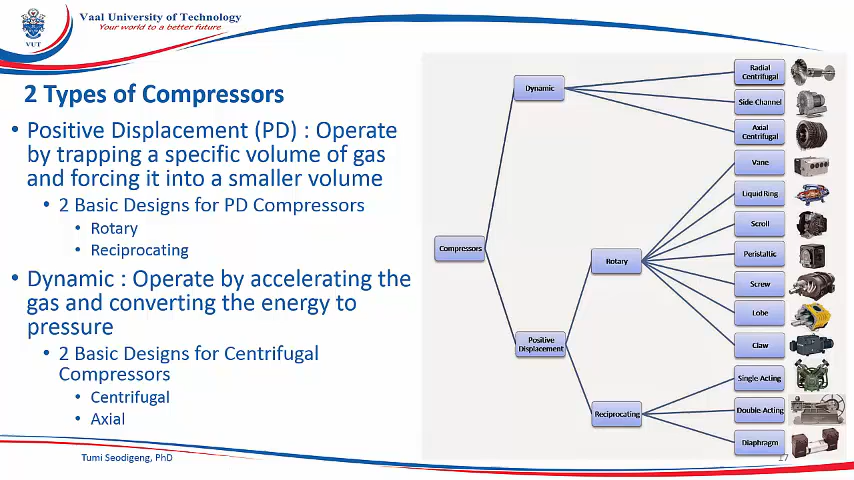 Vaal University of Technology
Your world to a better future
VUT
2 Types of Compressors
• Positive Displacement (PD) : Operate
by trapping a specific volume of gas
and forcing it into a smaller volume
• 2 Basic Designs for PD Compressors
• Rotary
• Reciprocating
• Dynamic : Operate by accelerating the
gas and converting the energy to
pressure
• 2 Basic Designs for Centrifugal
Compressors
• Centrifugal
• Axial
Compressors
Dynamic
Positive
Displacement
Rotary
Reciprocating
Radial
Centrifugal
Side Channel
Axial
Centrifugal
Vane
Liquid Ring
Scroll
Peristaltic
Screw
Lobe
Claw
Single Acting
Double Acting
Diaphragm
Tumi Seodigeng, PhD
17